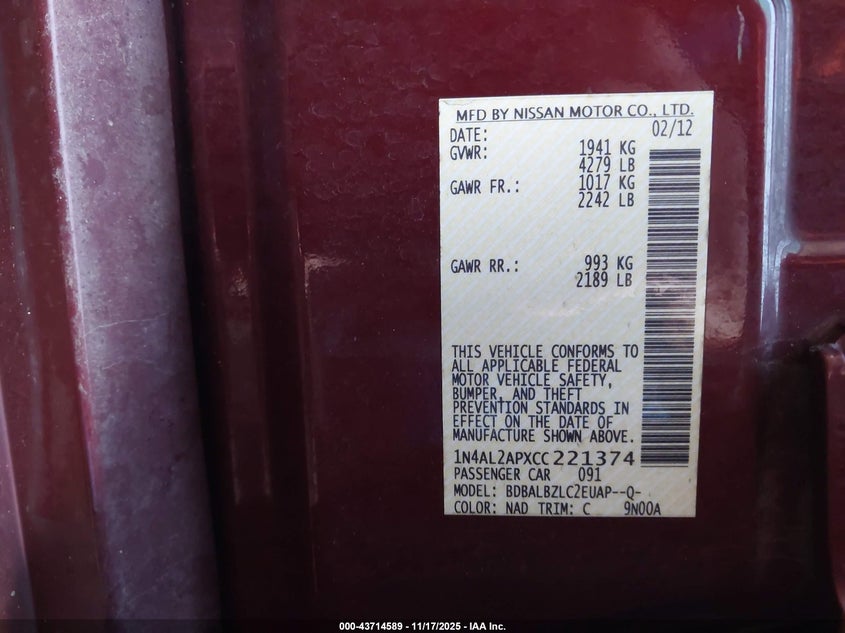 MFD BY NISSAN MOTOR CO., LTD.
DATE: 02/12
GVWR: 1941 KG
4279 LB
GAWR FR.: 1017 KG
2242 LB
GAWR RR.: 993 KG
2189 LB
THIS VEHICLE CONFORMS TO
ALL APPLICABLE FEDERAL
MOTOR VEHICLE SAFETY,
BUMPER, AND THEFT
PREVENTION STANDARDS IN
EFFECT ON THE DATE OF
MANUFACTURE SHOWN ABOVE.
1N4AL2APXCC221374
PASSENGER CAR 091
MODEL: BDBALBZLC2EUAP--Q-
COLOR: NAD TRIM: C 9N00A
000-43714589 - 11/17/2025 - IAA Inc.